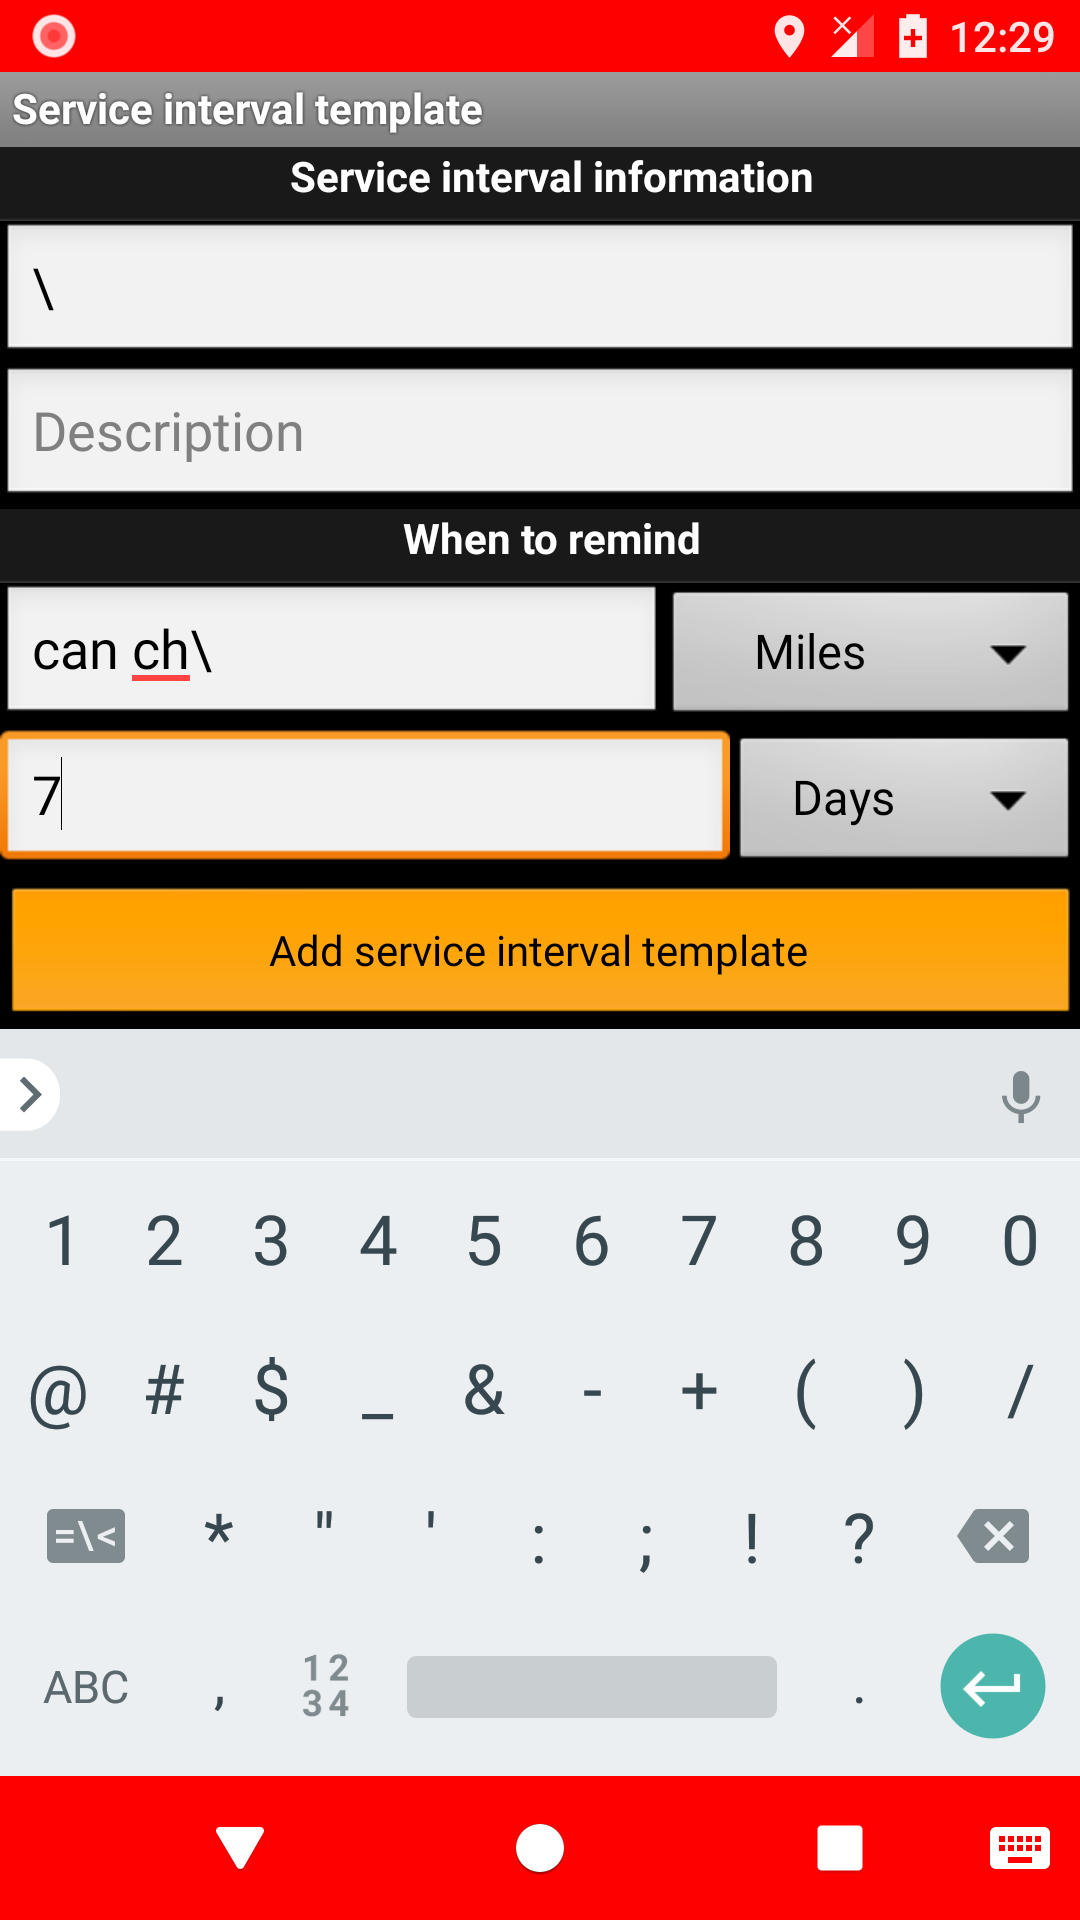 12:29
Service interval template
Service interval information
\
Description
When to remind
can ch\ Miles
7 Days
Add service interval template
1 2 3 4 5 6 7 8 9 0
@ # $ _ & - + ( ) /
=\< * " ' : ; ! ?
ABC , 12 34 .